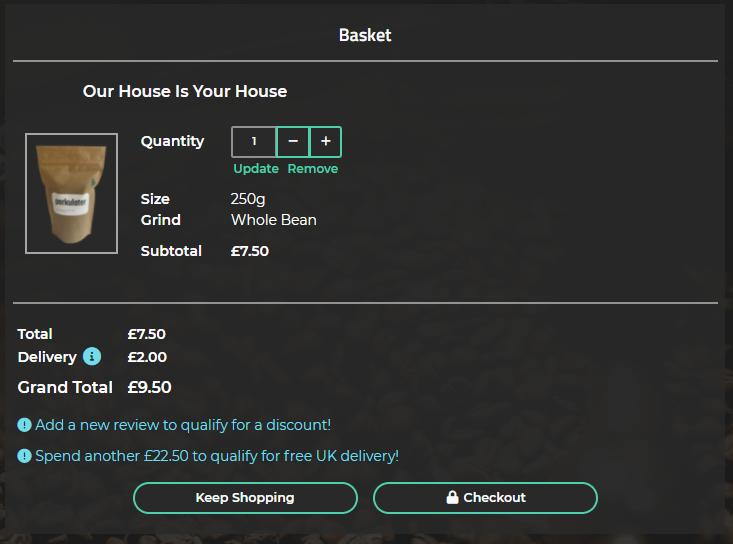 Basket
Our House Is Your House
Quantity 1 − +
Update Remove
perkulater
Size 250g
Grind Whole Bean
Subtotal £7.50
Total £7.50
Delivery £2.00
Grand Total £9.50
Add a new review to qualify for a discount!
Spend another £22.50 to qualify for free UK delivery!
Keep Shopping Checkout